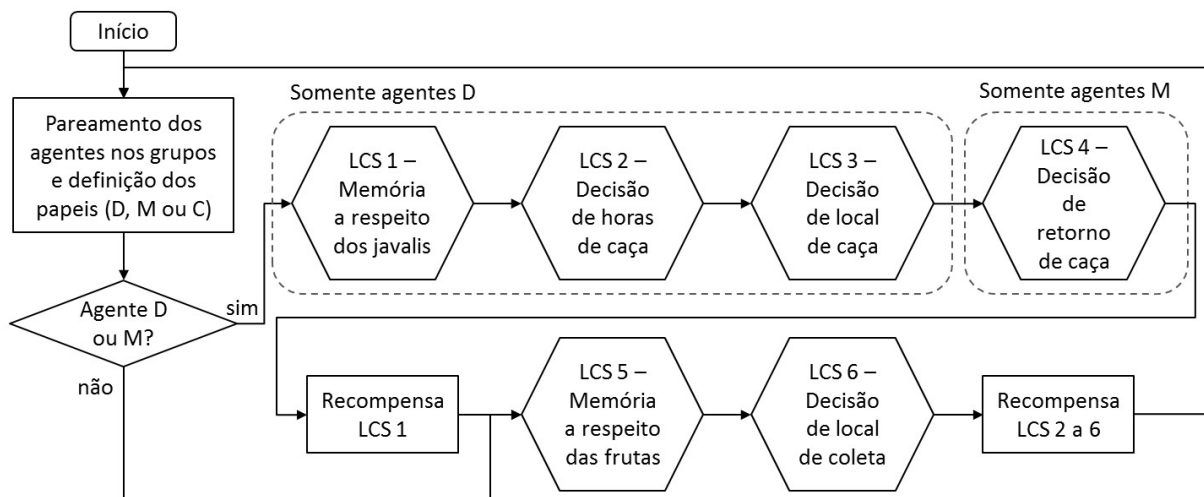 Início
Pareamento dos
agentes nos grupos
e definição dos
papeis (D, M ou C)
Agente D
ou M?
sim
não
Somente agentes D
LCS 1 –
Memória
a respeito
dos javalis
LCS 2 –
Decisão
de horas
de caça
LCS 3 –
Decisão
de local
de caça
Somente agentes M
LCS 4 –
Decisão
de
retorno
de caça
Recompensa
LCS 1
LCS 5 –
Memória
a respeito
das frutas
LCS 6 –
Decisão
de local
de coleta
Recompensa
LCS 2 a 6